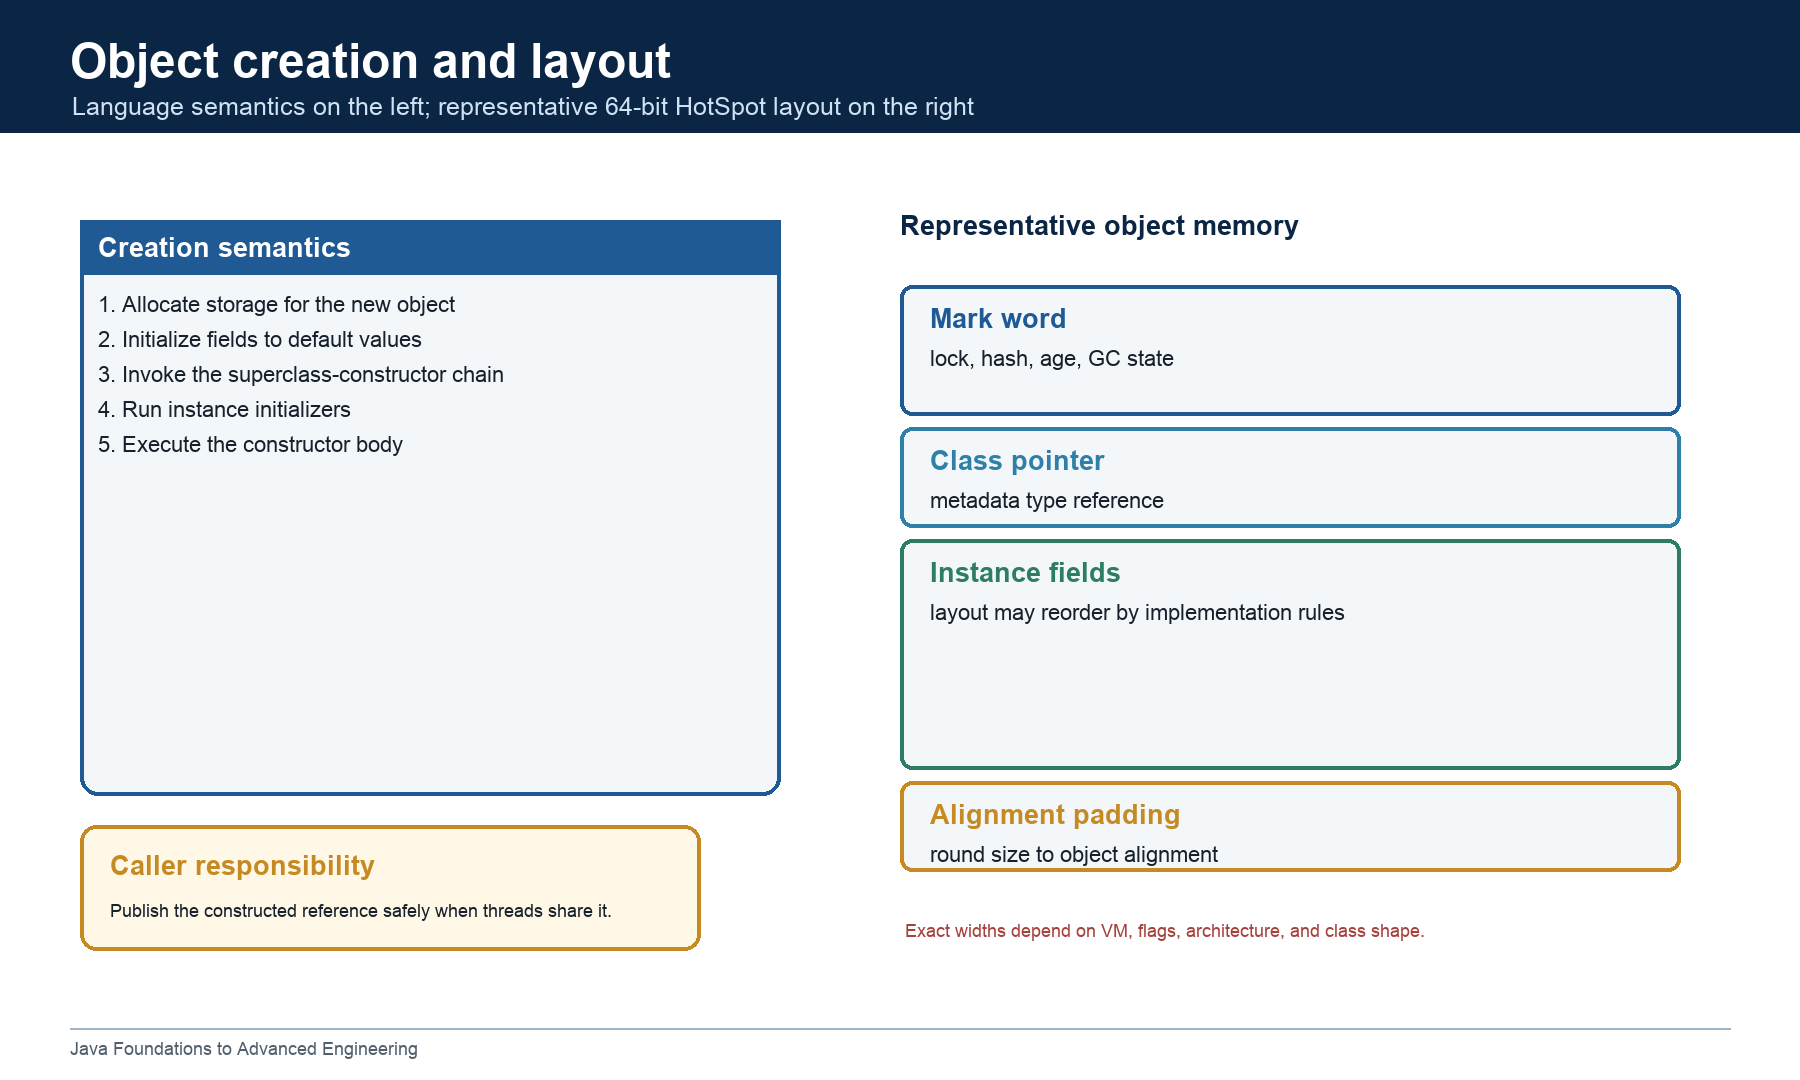 Object creation and layout
Language semantics on the left; representative 64-bit HotSpot layout on the right
Creation semantics
1. Allocate storage for the new object
2. Initialize fields to default values
3. Invoke the superclass-constructor chain
4. Run instance initializers
5. Execute the constructor body
Caller responsibility
Publish the constructed reference safely when threads share it.
Representative object memory
Mark word
lock, hash, age, GC state
Class pointer
metadata type reference
Instance fields
layout may reorder by implementation rules
Alignment padding
round size to object alignment
Exact widths depend on VM, flags, architecture, and class shape.
Java Foundations to Advanced Engineering